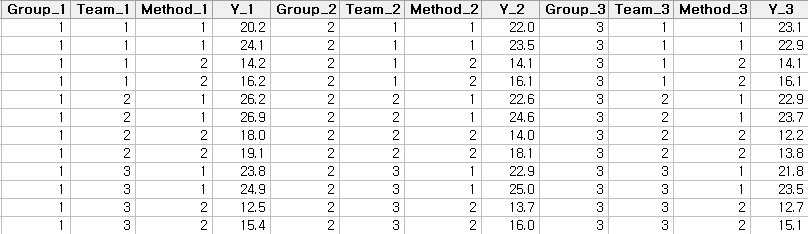 Group_1 Team_1 Method_1 Y_1 Group_2 Team_2 Method_2 Y_2 Group_3 Team_3 Method_3 Y_3
1 1 1 20.2 2 1 1 22.0 3 1 1 23.1
1 1 1 24.1 2 1 1 23.5 3 1 1 22.9
1 1 2 14.2 2 1 2 14.1 3 1 2 14.1
1 1 2 16.2 2 1 2 16.1 3 1 2 16.1
1 2 1 26.2 2 2 1 22.6 3 2 1 22.9
1 2 1 26.9 2 2 1 24.6 3 2 1 23.7
1 2 2 18.0 2 2 2 14.0 3 2 2 12.2
1 2 2 19.1 2 2 2 18.1 3 2 2 13.8
1 3 1 23.8 2 3 1 22.9 3 3 1 21.8
1 3 1 24.9 2 3 1 25.0 3 3 1 23.5
1 3 2 12.5 2 3 2 13.7 3 3 2 12.7
1 3 2 15.4 2 3 2 16.0 3 3 2 15.1